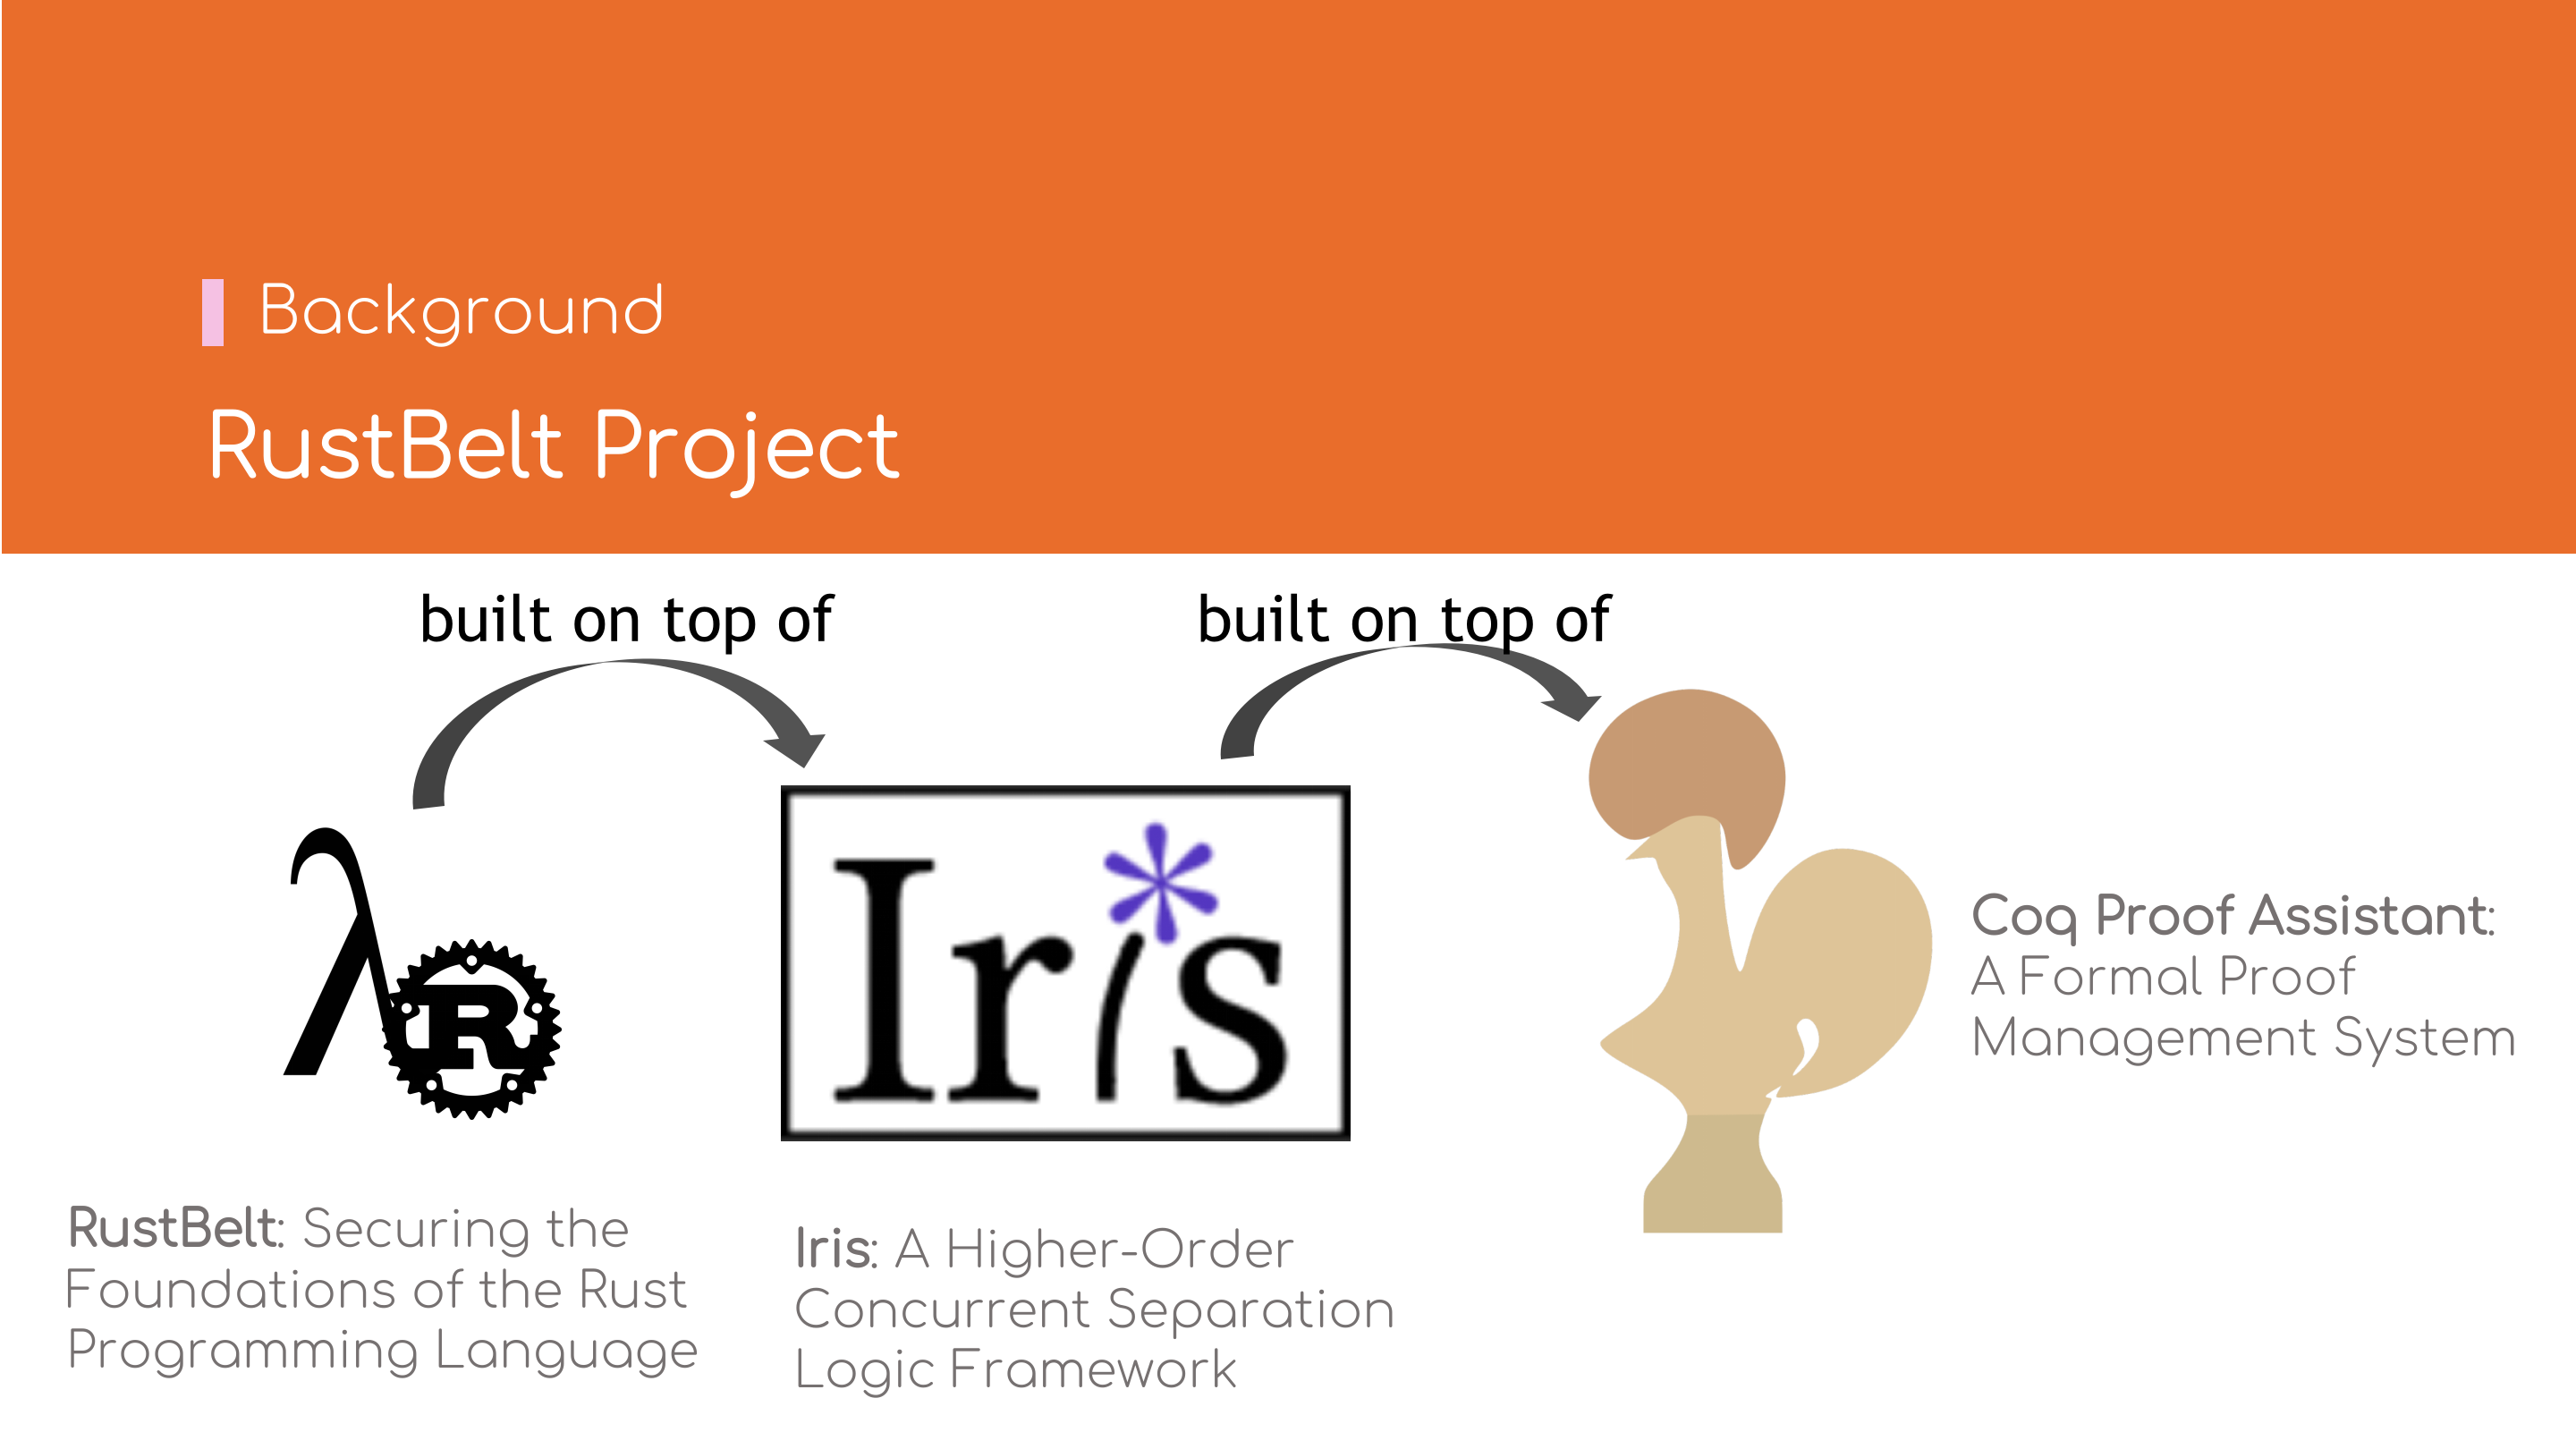 Background
RustBelt Project
built on top of
built on top of
λ
R
Iris
RustBelt: Securing the
Foundations of the Rust
Programming Language
Iris: A Higher-Order
Concurrent Separation
Logic Framework
Coq Proof Assistant:
A Formal Proof
Management System